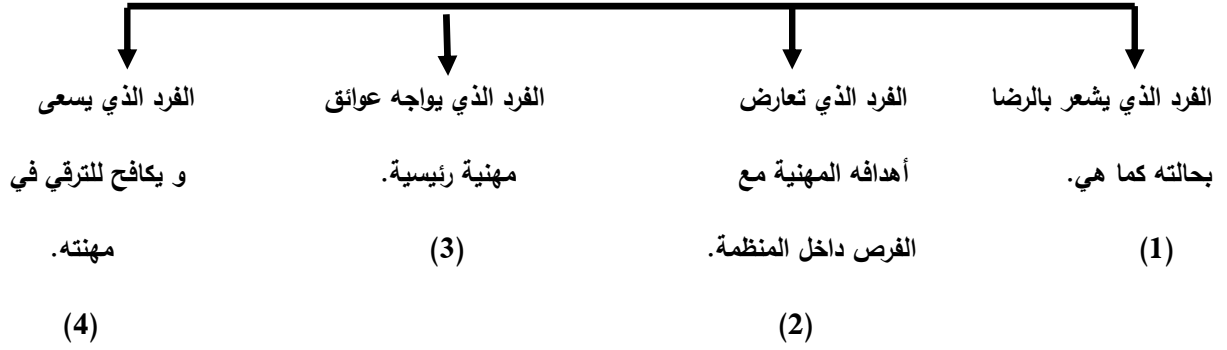 الفرد الذي يشعر بالرضا
بحالته كما هي.
(1)
الفرد الذي تعارض
أهدافه المهنية مع
الفرص داخل المنظمة.
(2)
الفرد الذي يواجه عوائق
مهنية رئيسية.
(3)
الفرد الذي يسعى
و يكافح للترقي في
مهنته.
(4)